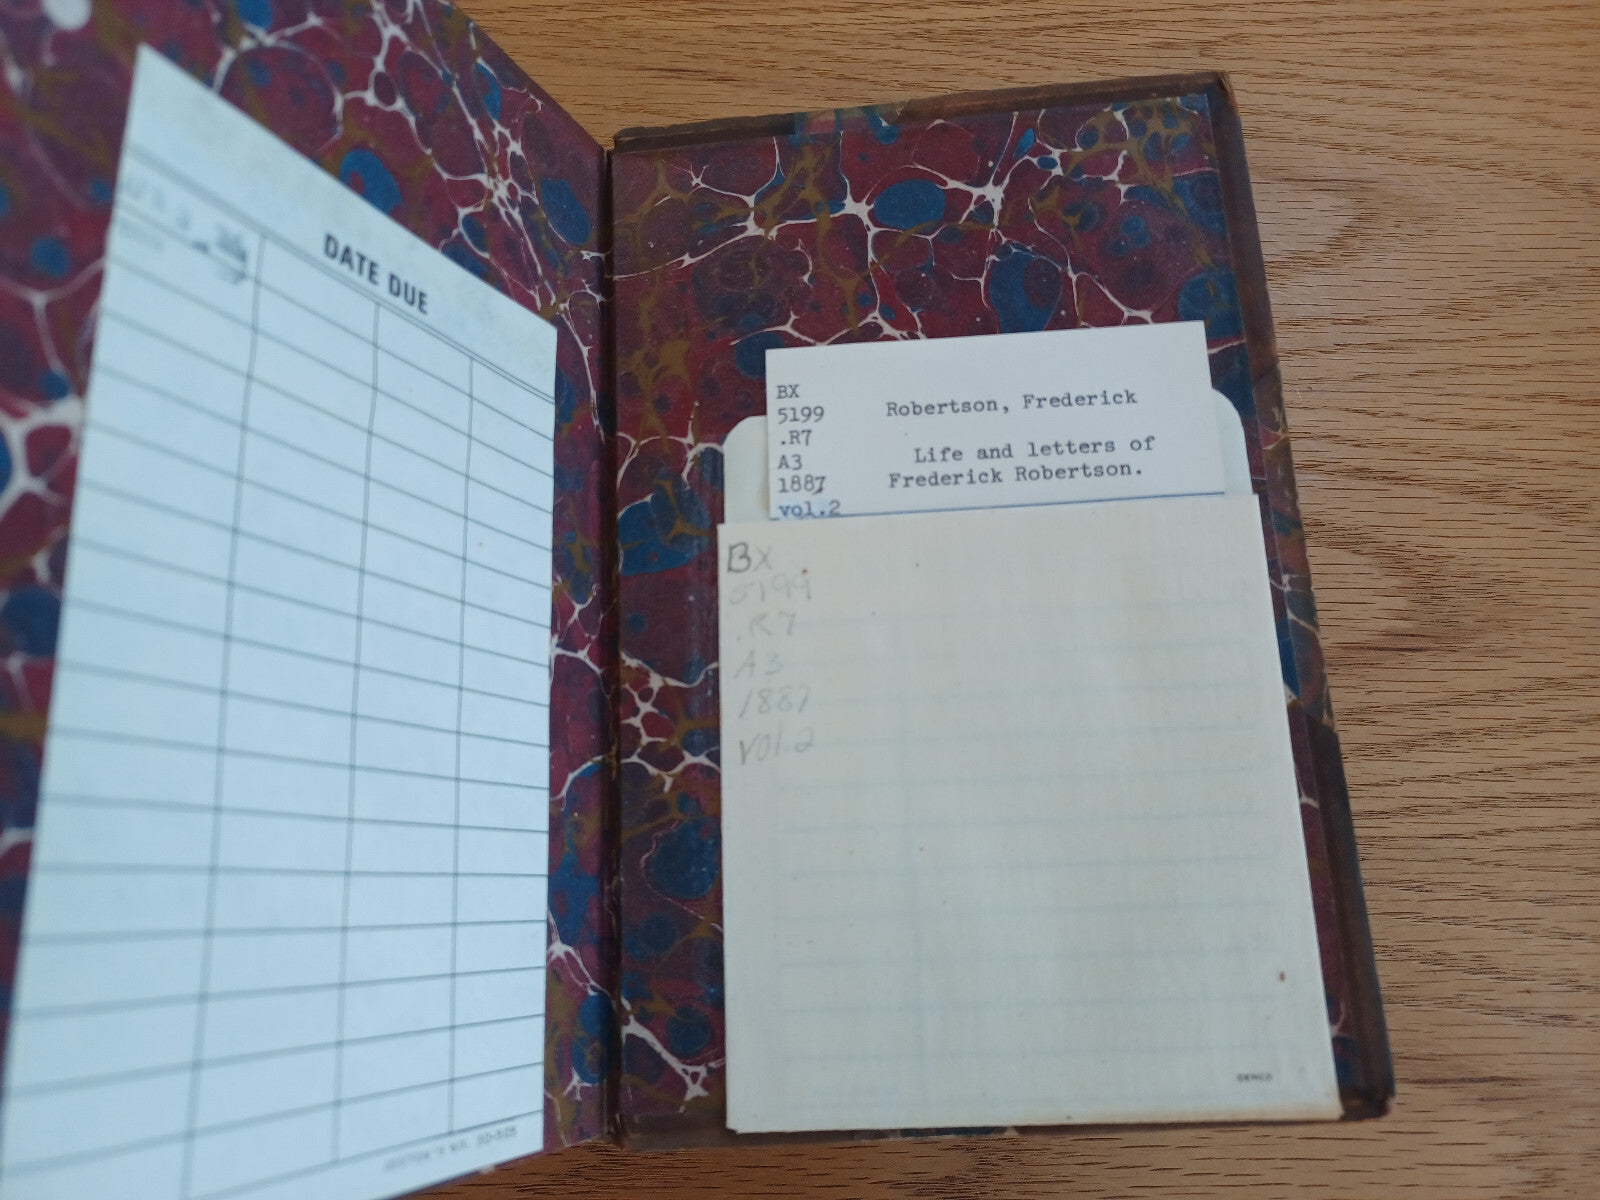 DATE DUE
BX
5199
.R7
A3
1887
vol.2
Robertson, Frederick
Life and letters of
Frederick Robertson.
BX
5199
.R7
A3
1887
VOl.2
DEMCO